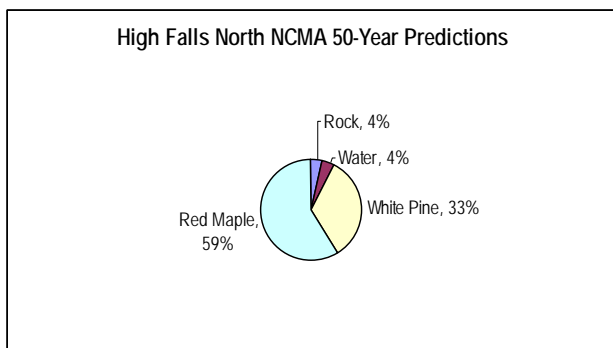 High Falls North NCMA 50-Year Predictions
Rock, 4%
Water, 4%
White Pine, 33%
Red Maple,
59%